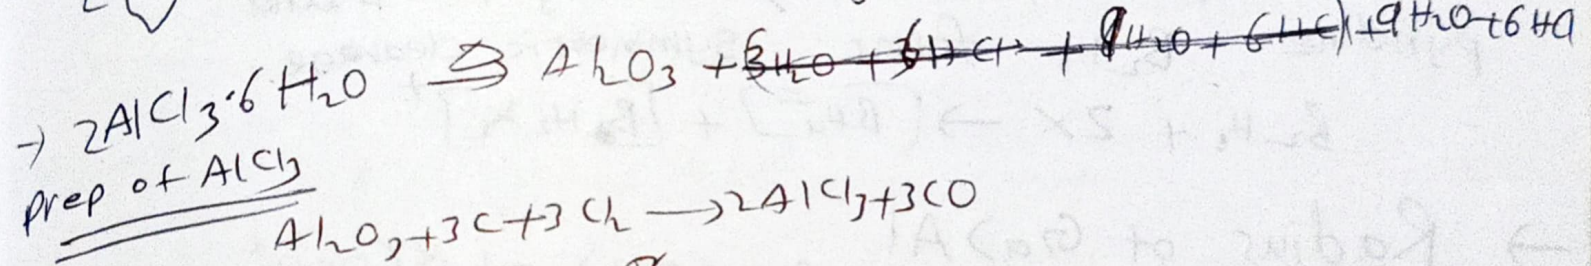 → 2AlCl3·6H2O ⟶Δ Al2O3 + 9H2O + 6HCl
prep of AlCl3
Al2O3 + 3C + 3Cl2 ⟶ 2AlCl3 + 3CO